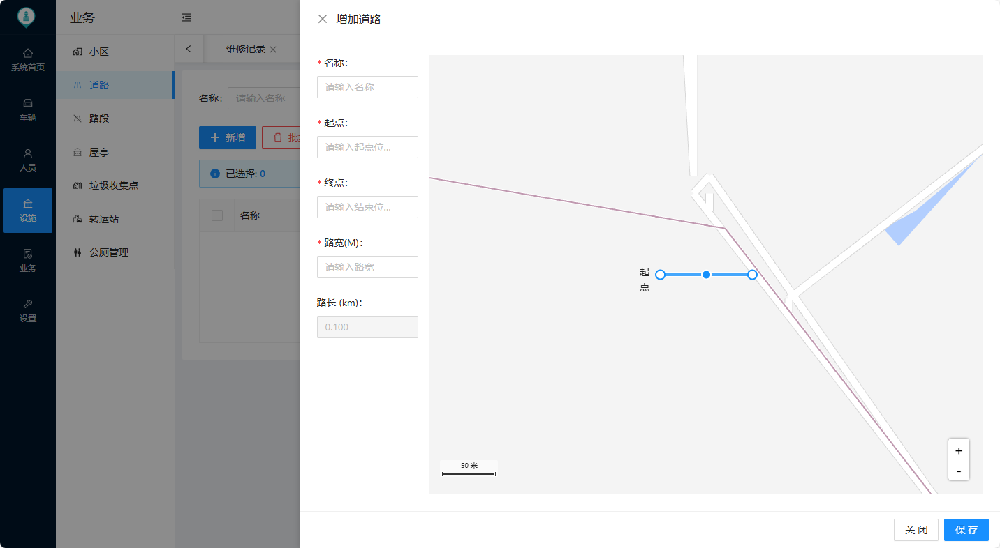 业务
系统首页
车辆
人员
设施
业务
设置
小区
道路
路段
屋亭
垃圾收集点
转运站
公厕管理
维修记录
名称:
请输入名称
新增
已选择: 0
名称
增加道路
* 名称:
请输入名称
* 起点:
请输入起点位...
* 终点:
请输入结束位...
* 路宽(M):
请输入路宽
路长 (km):
0.100
起
点
50 米
+
-
关 闭
保 存